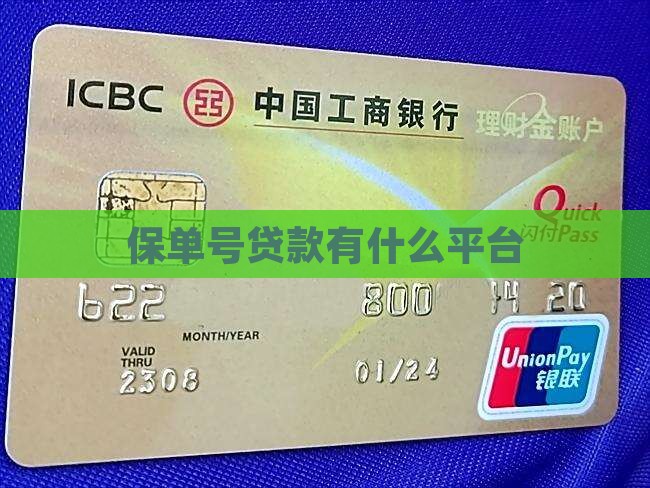 ICBC 中国工商银行 理财金账户
Quick
闪付Pass
保单号贷款有什么平台
622 800 14 20
MONTH/YEAR
VALID
THRU
2308 01/24
UnionPay
银联